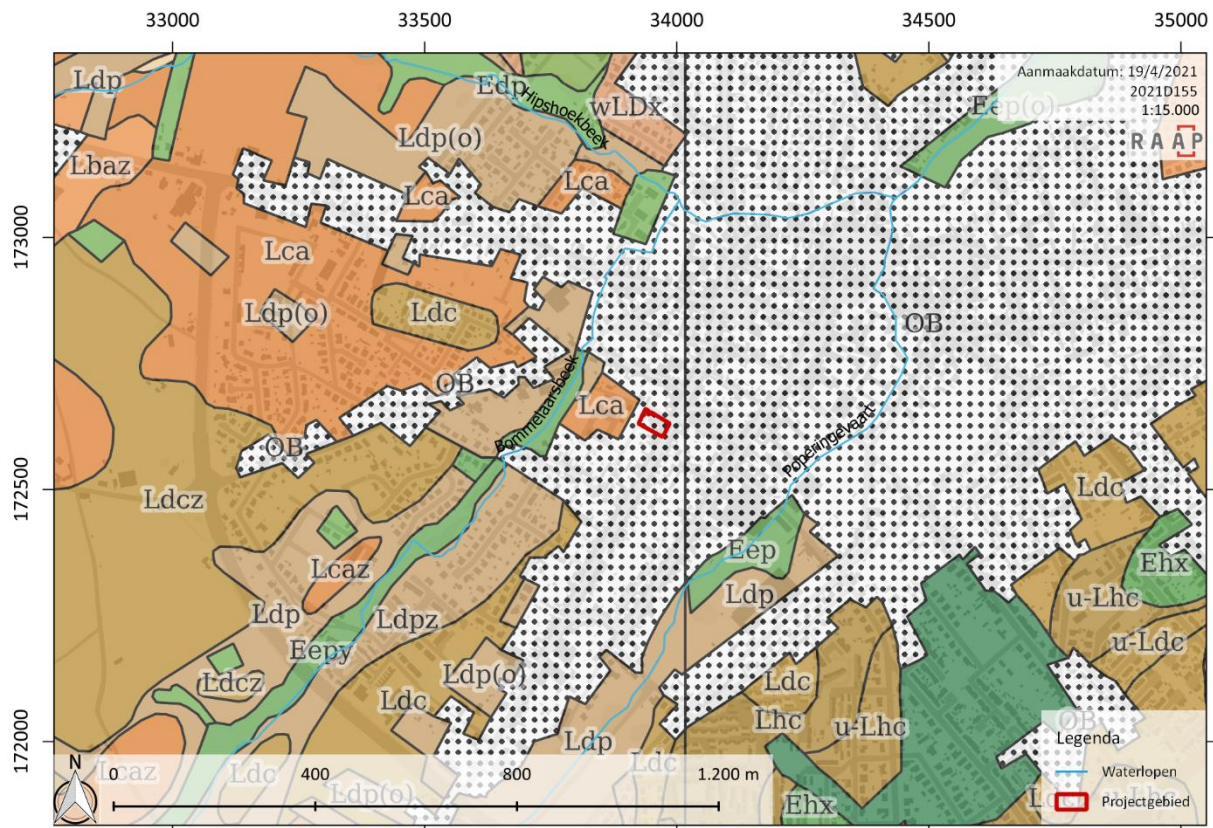 33000 33500 34000 34500 35000
Aanmaakdatum: 19/4/2021
2021D155
1:15.000
RAAP
Ldp
Edp
Hipshoekbeek
wLDx
Eep(o)
Ldp(o)
Lbaz
Lca
Lca
173000
Lca
Ldp(o)
Ldc
OB
Bommelaarsbeek
OB
Lca
Poperingevaart
OB
172500
Ldcz
Ldc
Eep
Ehx
Lcaz
Ldp
u-Lhc
Ldp
Ldpz
Eepy
u-Ldc
Ldcz
Ldp(o)
Ldc
Ldc
Lhc
u-Lhc
OB
172000
Ldp
Ldc
Legenda
N
Lcaz
Ldc
Waterlopen
Ldp(o)
u-Lhc
0 400 800 1.200 m
Ehx
Projectgebied